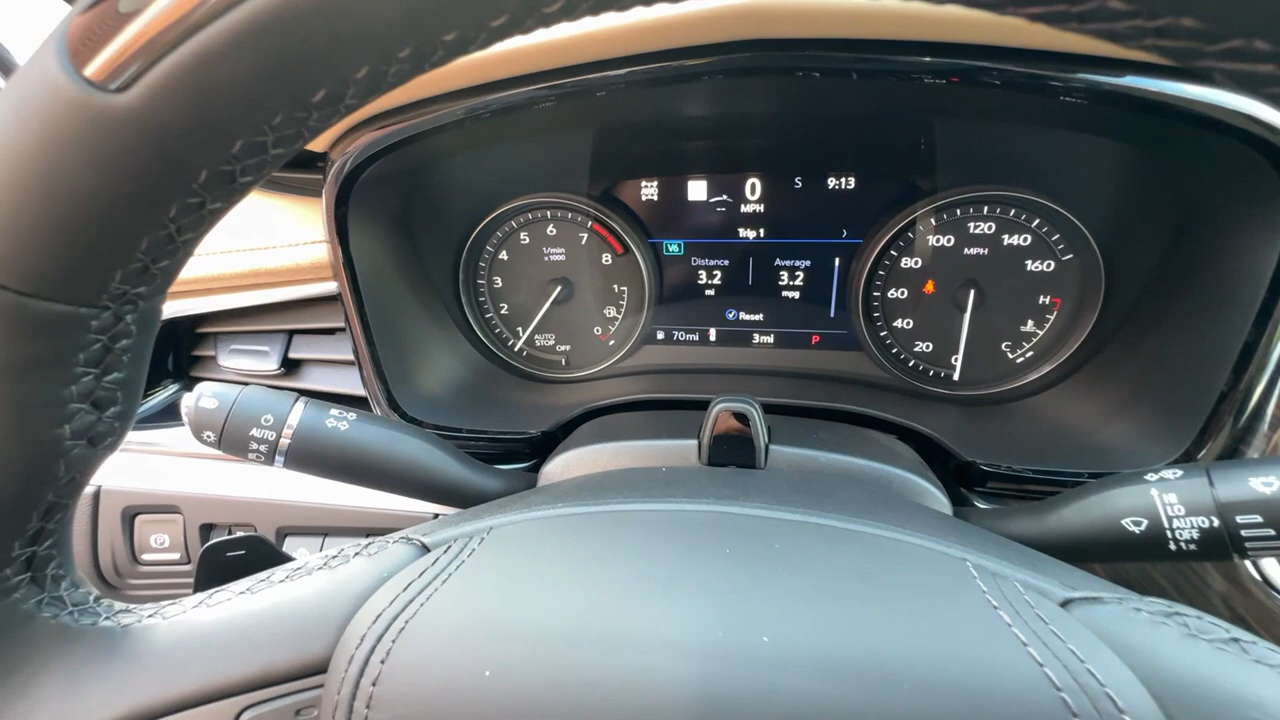 AWD
0
MPH
S
9:13
Trip 1
V6
Distance
3.2
mi
Average
3.2
mpg
Reset
70mi
3mi
P
1
2
3
4
5
6
7
8
1/min
x1000
AUTO
STOP
OFF
1
0
0
20
40
60
80
100
120
140
160
MPH
H
C
AUTO
P
HI
LO
AUTO
OFF
1x